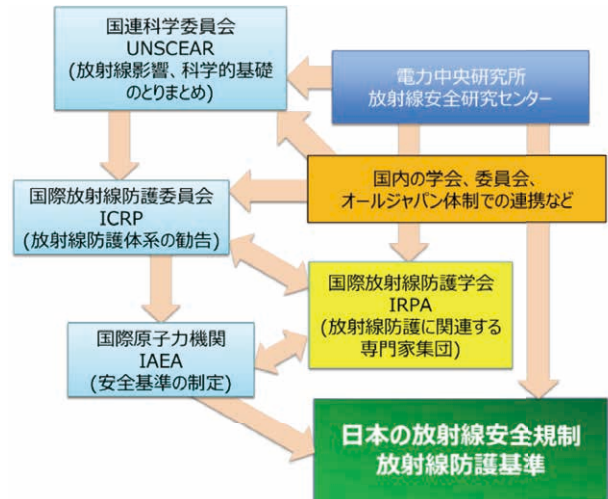 国連科学委員会
UNSCEAR
(放射線影響、科学的基礎
のとりまとめ)
電力中央研究所
放射線安全研究センター
国内の学会、委員会、
オールジャパン体制での連携など
国際放射線防護委員会
ICRP
(放射線防護体系の勧告)
国際放射線防護学会
IRPA
(放射線防護に関連する
専門家集団)
国際原子力機関
IAEA
(安全基準の制定)
日本の放射線安全規制
放射線防護基準